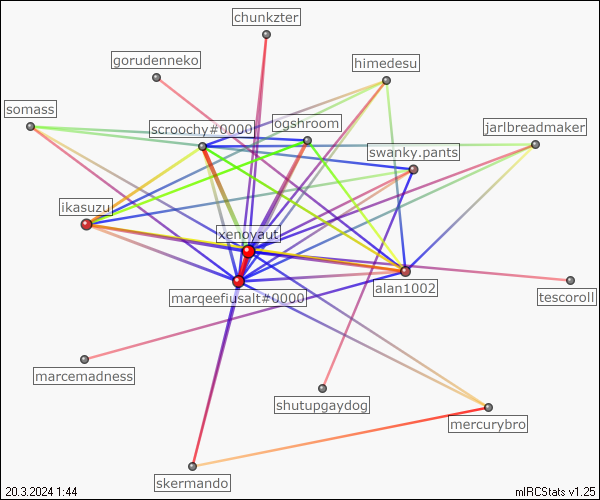 chunkzter
gorudenneko
himedesu
somass
scroochy#0000
ogshroom
jarlbreadmaker
swanky.pants
ikasuzu
xenoyaut
alan1002
marqeefiusalt#0000
tescoroll
marcemadness
shutupgaydog
mercurybro
skermando
20.3.2024 1:44
mIRCStats v1.25